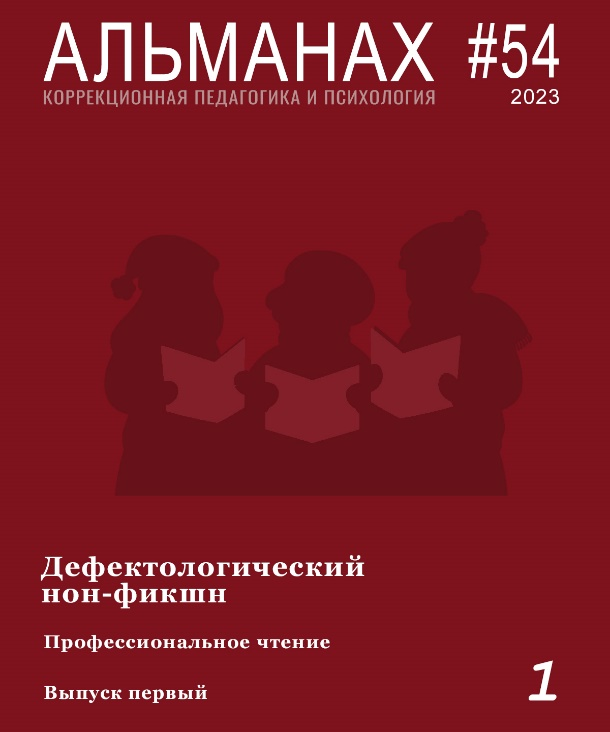 АЛЬМАНАХ #54
КОРРЕКЦИОННАЯ ПЕДАГОГИКА И ПСИХОЛОГИЯ 2023
Дефектологический
нон-фикшн
Профессиональное чтение
Выпуск первый
1